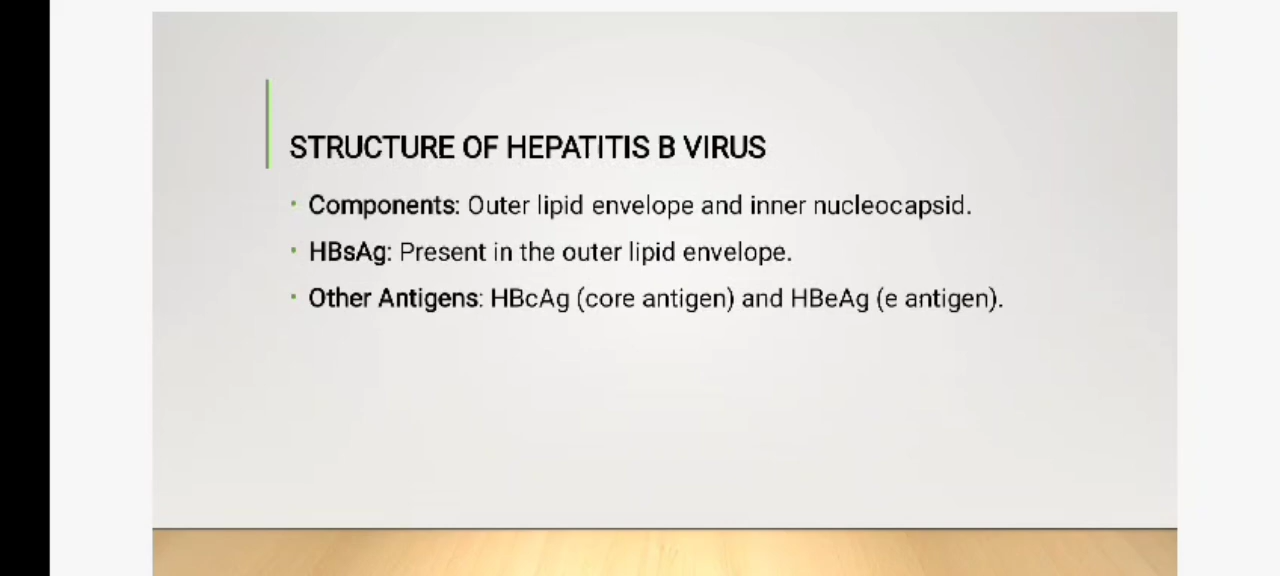 STRUCTURE OF HEPATITIS B VIRUS
• Components: Outer lipid envelope and inner nucleocapsid.
• HBsAg: Present in the outer lipid envelope.
• Other Antigens: HBcAg (core antigen) and HBeAg (e antigen).